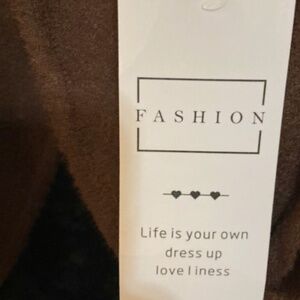 FASHION
Life is your own
dress up
love l iness